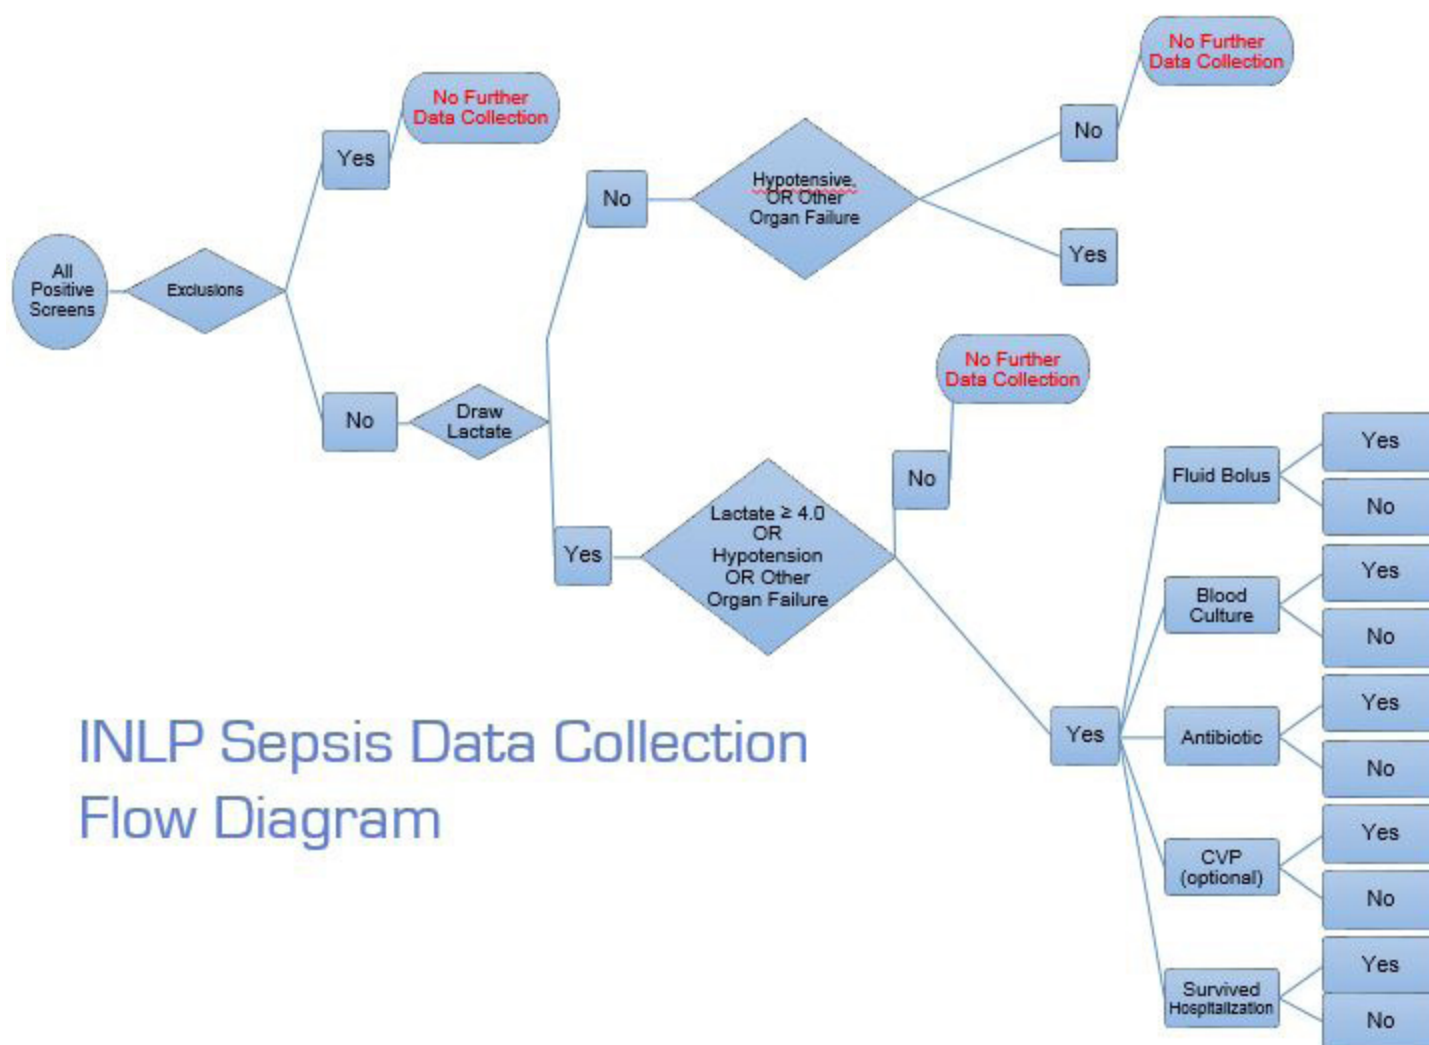 No Further
Data Collection
No Further
Data Collection
Yes
No
No
Hypotensive,
OR Other
Organ Failure
Yes
All
Positive
Screens
Exclusions
No Further
Data Collection
No
Draw
Lactate
No
Yes
Lactate ≥ 4.0
OR
Hypotension
OR Other
Organ Failure
Yes
Fluid Bolus
Yes
No
Blood
Culture
Yes
No
Antibiotic
Yes
No
CVP
(optional)
Yes
No
Survived
Hospitalization
Yes
No
INLP Sepsis Data Collection
Flow Diagram